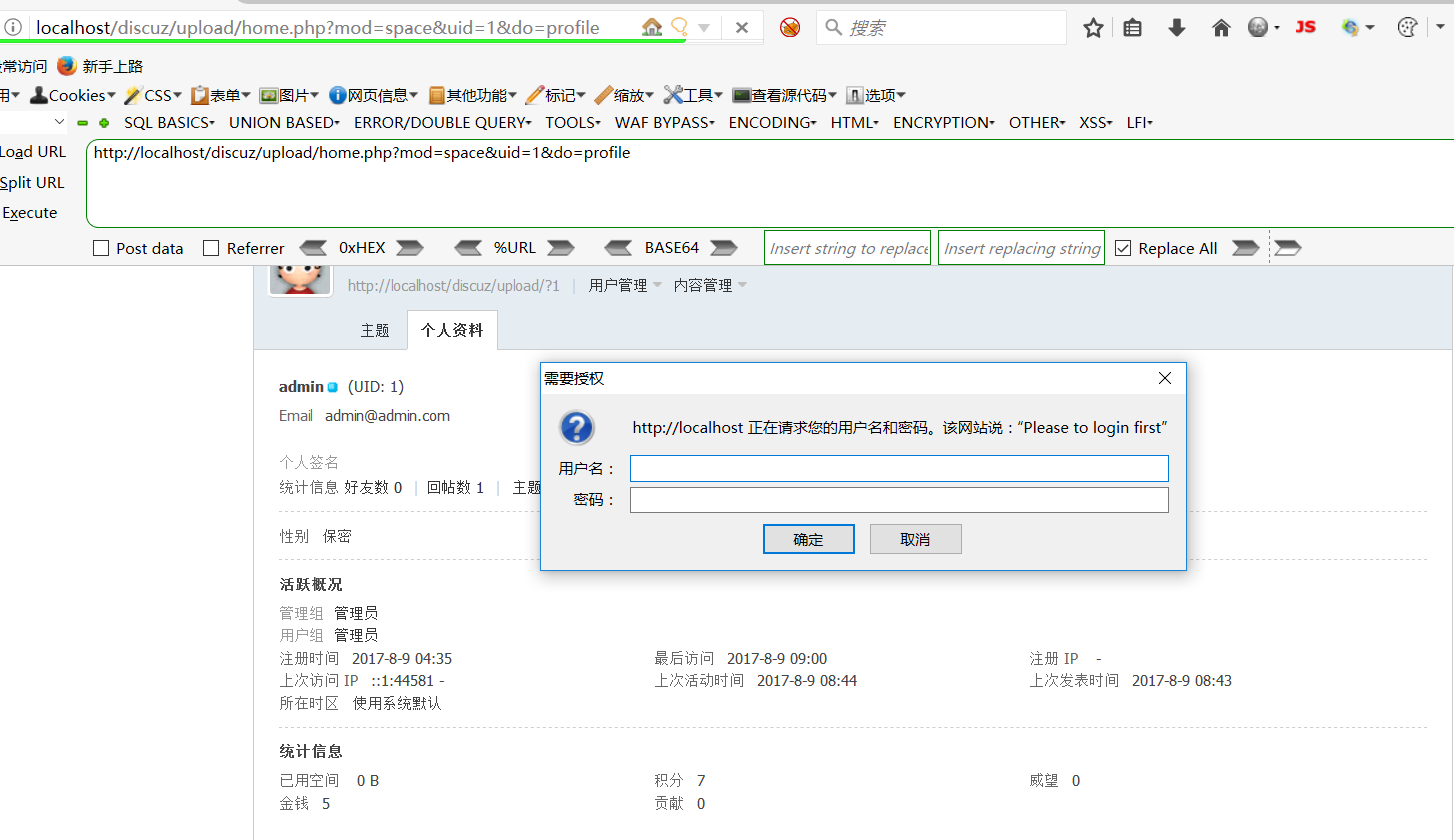 localhost/discuz/upload/home.php?mod=space&uid=1&do=profile 搜索 JS
常访问 新手上路
用 Cookies CSS 表单 图片 网页信息 其他功能 标记 缩放 工具 查看源代码 选项
SQL BASICS UNION BASED ERROR/DOUBLE QUERY TOOLS WAF BYPASS ENCODING HTML ENCRYPTION OTHER XSS LFI
Load URL http://localhost/discuz/upload/home.php?mod=space&uid=1&do=profile
Split URL
Execute
Post data Referrer 0xHEX %URL BASE64 Insert string to replace Insert replacing string Replace All
http://localhost/discuz/upload/?1 | 用户管理 内容管理
主题 个人资料
admin (UID: 1)
Email admin@admin.com
需要授权
http://localhost 正在请求您的用户名和密码。该网站说：“Please to login first”
用户名：
密码：
确定 取消
个人签名
统计信息 好友数 0 | 回帖数 1 | 主题
性别 保密
活跃概况
管理组 管理员
用户组 管理员
注册时间 2017-8-9 04:35 最后访问 2017-8-9 09:00 注册 IP -
上次访问 IP ::1:44581 - 上次活动时间 2017-8-9 08:44 上次发表时间 2017-8-9 08:43
所在时区 使用系统默认
统计信息
已用空间 0 B 积分 7 威望 0
金钱 5 贡献 0